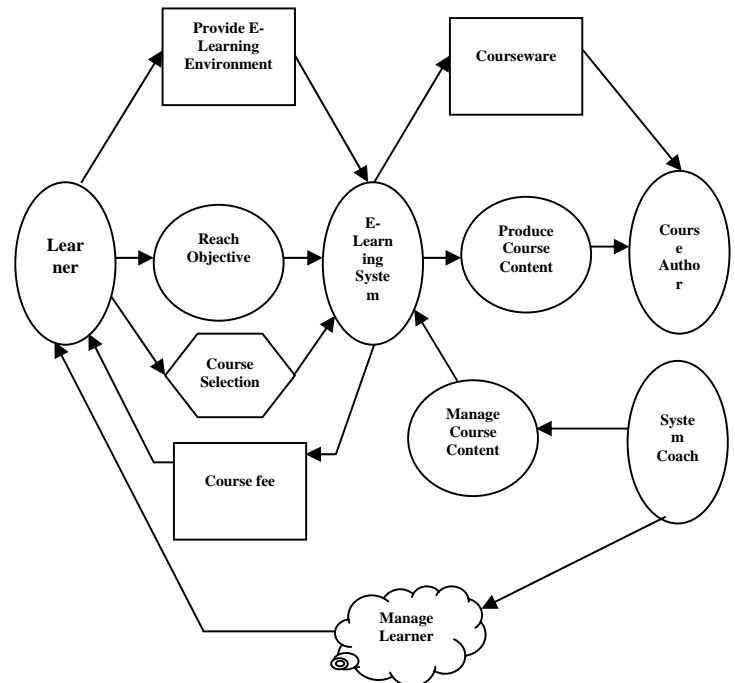 Provide E-
Learning
Environment
Courseware
Lear
ner
Reach
Objective
E-
Learn
ing
Syste
m
Produce
Course
Content
Cours
e
Autho
r
Course
Selection
Manage
Course
Content
Syste
m
Coach
Course fee
Manage
Learner